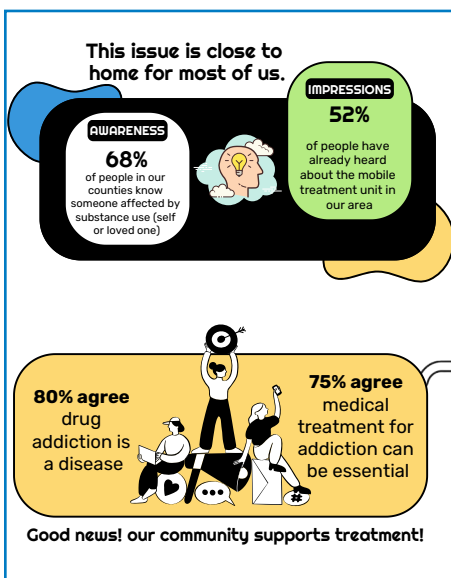 This issue is close to
home for most of us.
IMPRESSIONS
52%
of people have
already heard
about the mobile
treatment unit in
our area
AWARENESS
68%
of people in our
counties know
someone affected by
substance use (self
or loved one)
80% agree
drug
addiction is
a disease
75% agree
medical
treatment for
addiction can
be essential
#
Good news! our community supports treatment!